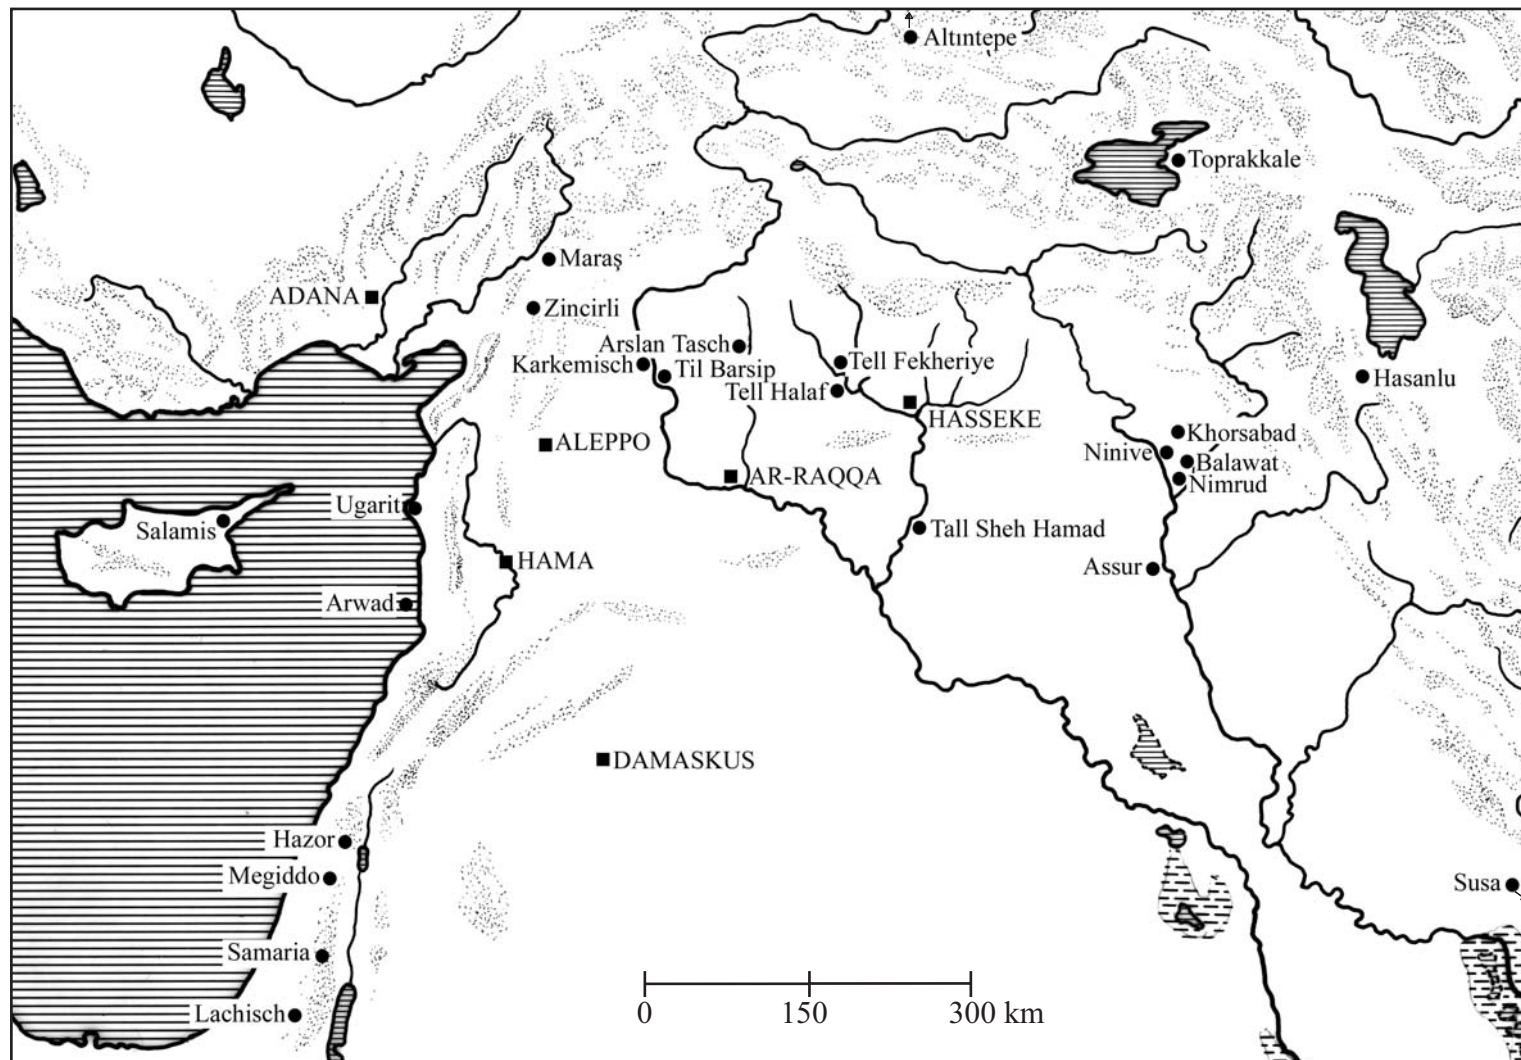 Altıntepe
Toprakkale
Maraş
ADANA
Zincirli
Arslan Tasch
Karkemisch
Til Barsip
Tell Fekheriye
Tell Halaf
Hasanlu
HASSEKE
ALEPPO
Khorsabad
Ninive
Balawat
AR-RAQQA
Nimrud
Ugarit
Salamis
Tall Sheh Hamad
HAMA
Assur
Arwad
DAMASKUS
Hazor
Megiddo
Susa
Samaria
Lachisch
0 150 300 km